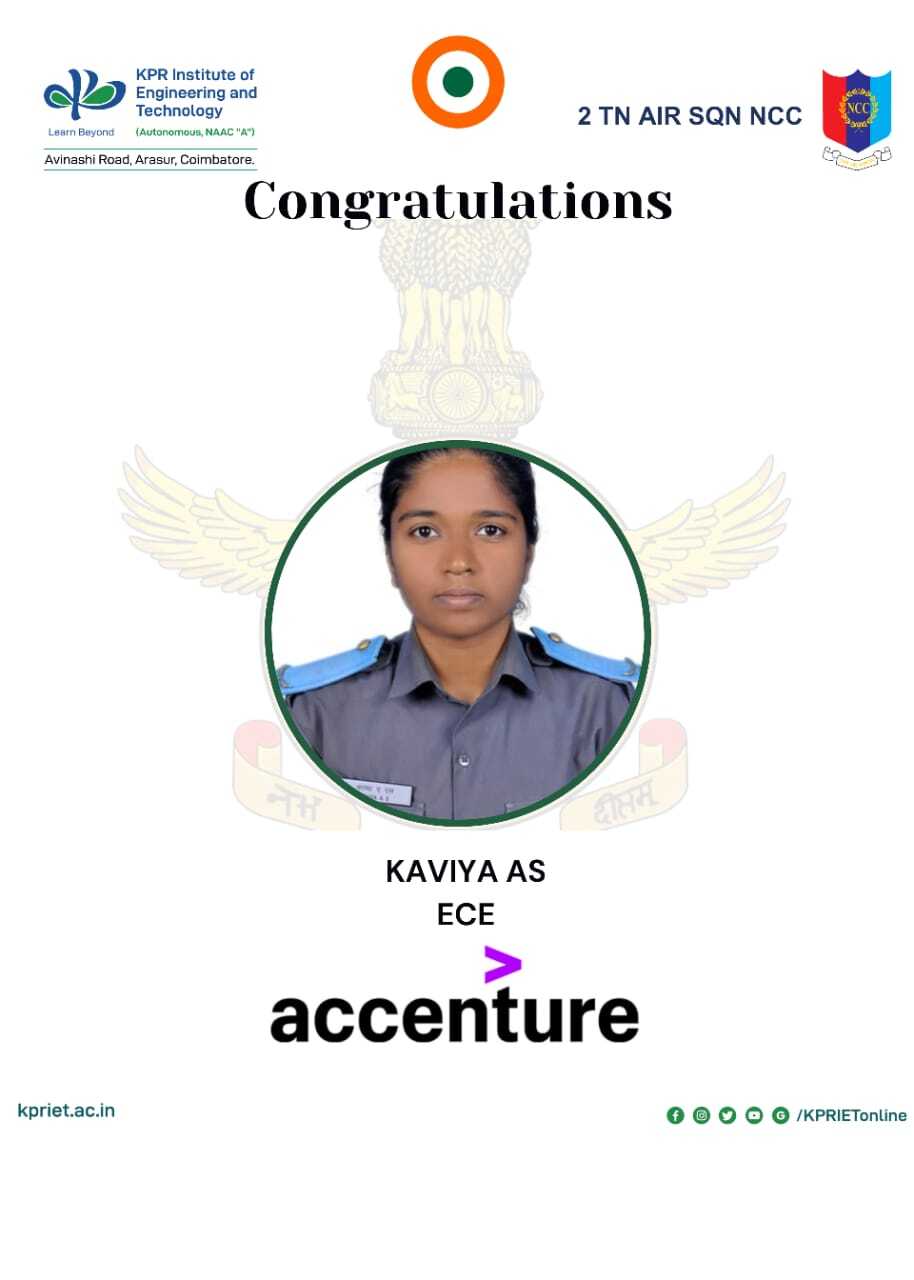 KPR Institute of
Engineering and
Technology
Learn Beyond (Autonomous, NAAC "A")
Avinashi Road, Arasur, Coimbatore.
2 TN AIR SQN NCC
NCC
Congratulations
नभ
दीप्तम्
KAVIYA AS
ECE
accenture
kpriet.ac.in
/KPRIETonline